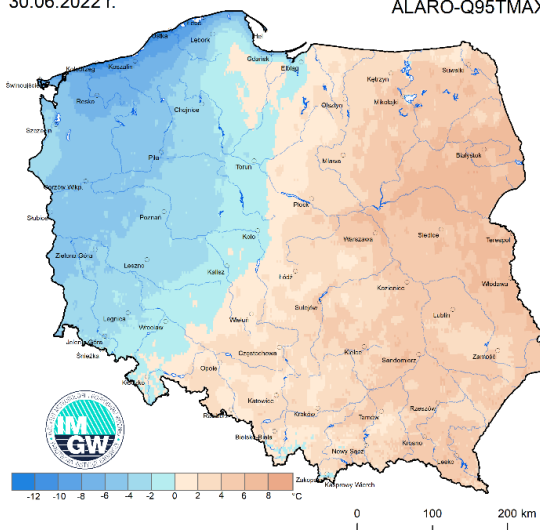 30.06.2022 r.
ALARO-Q95TMAX
Ustka
Łeba
Hel
Lębork
Kołobrzeg
Koszalin
Gdańsk
Elbląg
Suwałki
Kętrzyn
Świnoujście
Resko
Chojnice
Olsztyn
Mikołajki
Szczecin
Piła
Toruń
Mława
Białystok
Gorzów Wlkp.
Płock
Słubice
Poznań
Koło
Warszawa
Siedlce
Terespol
Zielona Góra
Leszno
Kalisz
Łódź
Kozienice
Włodawa
Legnica
Wrocław
Wieluń
Sulejów
Lublin
Jelenia Góra
Śnieżka
Częstochowa
Kielce
Sandomierz
Zamość
Kłodzko
Opole
Katowice
Kraków
Tarnów
Rzeszów
Bielsko-Biała
Nowy Sącz
Krosno
Lesko
Zakopane
Kasprowy Wierch
IM
GW
-12 -10 -8 -6 -4 -2 0 2 4 6 8 °C
0 100 200 km